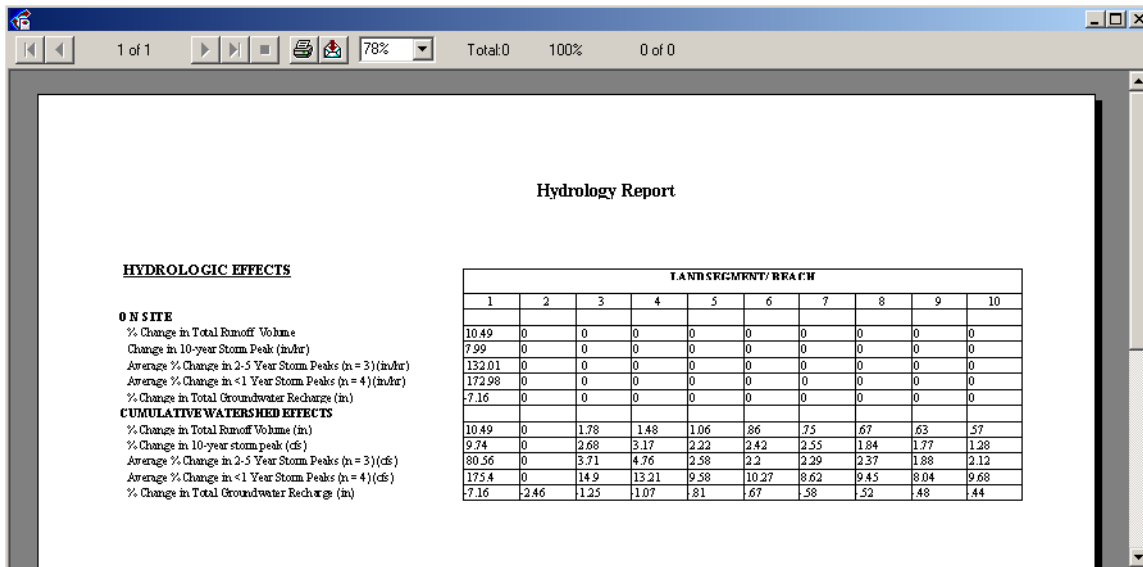 1 of 1 78% Total:0 100% 0 of 0
Hydrology Report
HYDROLOGIC EFFECTS
LAND SEGMENT/ REACH
1 2 3 4 5 6 7 8 9 10
ON SITE
% Change in Total Runoff Volume 10.49 0 0 0 0 0 0 0 0 0
Change in 10-year Storm Peak (in/hr) 7.99 0 0 0 0 0 0 0 0 0
Average % Change in 2-5 Year Storm Peaks (n = 3) (in/hr) 132.01 0 0 0 0 0 0 0 0 0
Average % Change in <1 Year Storm Peaks (n = 4) (in/hr) 172.98 0 0 0 0 0 0 0 0 0
% Change in Total Groundwater Recharge (in) -7.16 0 0 0 0 0 0 0 0 0
CUMULATIVE WATERSHED EFFECTS
% Change in Total Runoff Volume (in) 10.49 0 1.78 1.48 1.06 .86 .75 .67 .63 .57
% Change in 10-year storm peak (cfs) 9.74 0 2.68 3.17 2.22 2.42 2.55 1.84 1.77 1.28
Average % Change in 2-5 Year Storm Peaks (n = 3) (cfs) 80.56 0 3.71 4.76 2.58 2.2 2.29 2.37 1.88 2.12
Average % Change in <1 Year Storm Peaks (n = 4) (cfs) 175.4 0 14.9 13.21 9.58 10.27 8.62 9.45 8.04 9.68
% Change in Total Groundwater Recharge (in) -7.16 -2.46 -1.25 -1.07 -.81 -.67 -.58 -.52 -.48 -.44